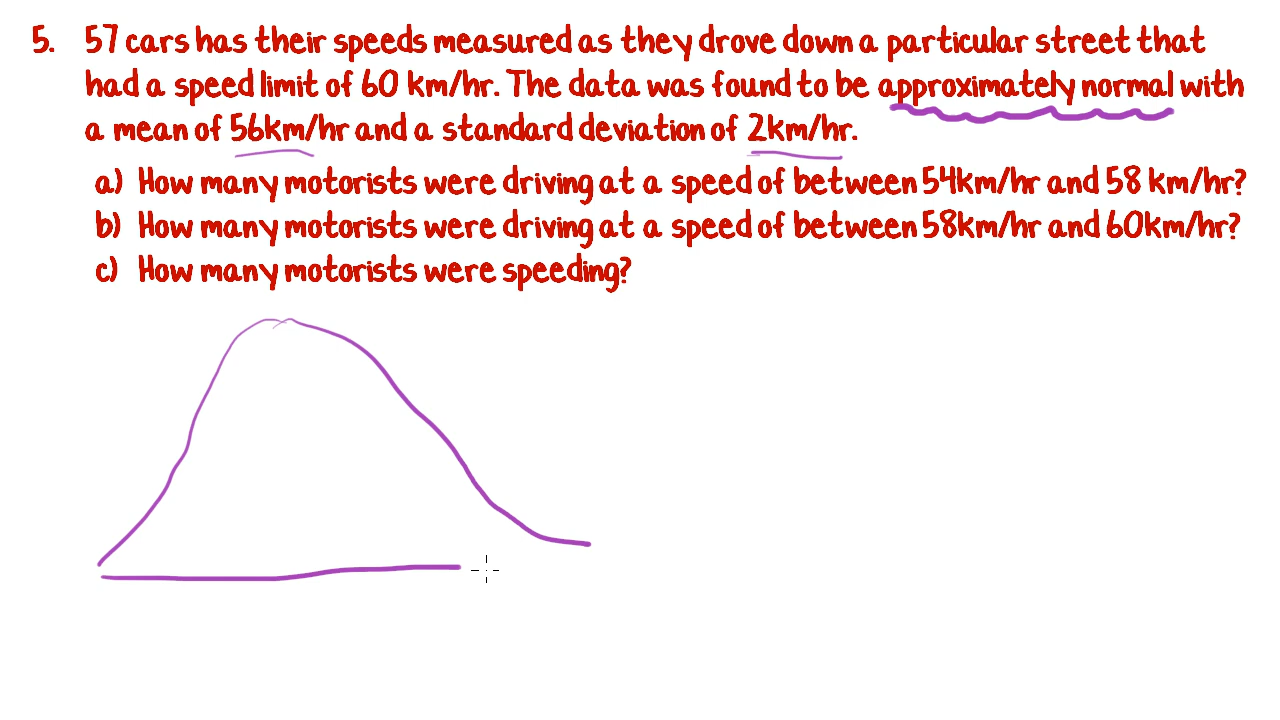 5. 57 cars has their speeds measured as they drove down a particular street that
had a speed limit of 60 km/hr. The data was found to be approximately normal with
a mean of 56km/hr and a standard deviation of 2km/hr.
a) How many motorists were driving at a speed of between 54km/hr and 58 km/hr?
b) How many motorists were driving at a speed of between 58km/hr and 60km/hr?
c) How many motorists were speeding?